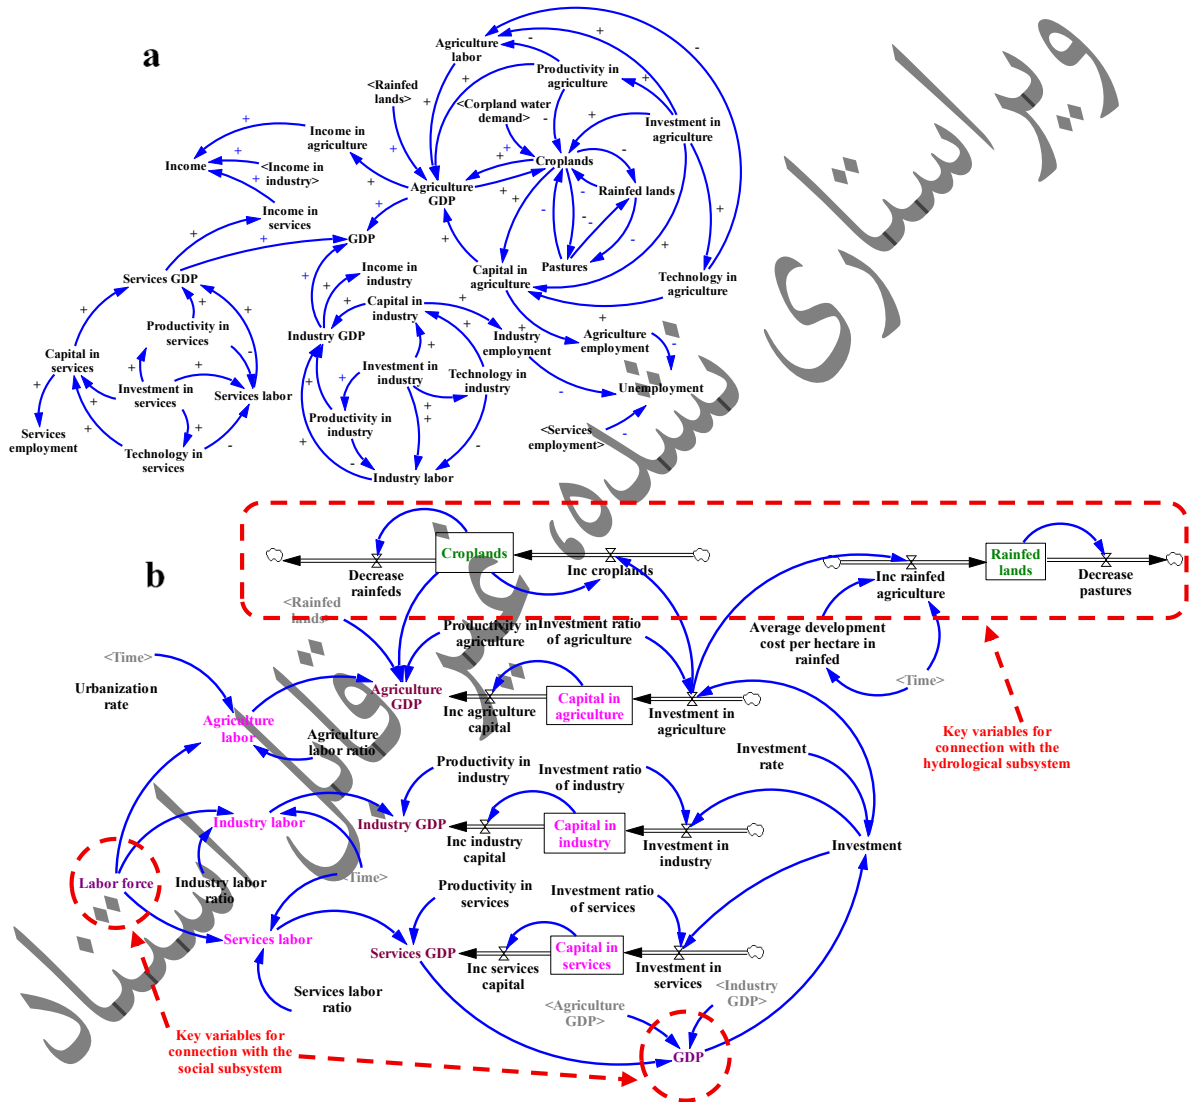 a
Agriculture
labor
<Rainfed
lands>
Productivity in
agriculture
<Corpland water
demand>
Investment in
agriculture
Income in
agriculture
Income
<Income in
industry>
Income in
services
Croplands
Agriculture
GDP
Rainfed lands
GDP
Services GDP
Income in
industry
Capital in
agriculture
Pastures
Technology in
agriculture
Productivity in
services
Capital in
industry
Industry GDP
Industry
employment
Agriculture
employment
Capital in
services
Investment in
services
Services labor
Investment
in industry
Technology
in industry
Unemployment
Services
employment
Technology in
services
Productivity in
industry
<Services
employment>
Industry labor
b
Croplands
Decrease
rainfeds
Inc croplands
Inc rainfed
agriculture
Rainfed
lands
Decrease
pastures
<Rainfed
lands>
Productivity in
agriculture
Investment ratio
of agriculture
Average development
cost per hectare in
rainfed
<Time>
<Time>
Urbanization
rate
Agriculture
GDP
Inc agriculture
capital
Capital in
agriculture
Investment in
agriculture
Agriculture
labor
Agriculture
labor ratio
Key variables for
connection with the
hydrological subsystem
Productivity in
industry
Investment ratio
of industry
Investment
rate
Industry labor
Industry GDP
Inc industry
capital
Capital in
industry
Investment in
industry
Investment
Labor force
Industry labor
ratio
<Time>
Productivity in
services
Investment ratio
of services
Services labor
Services GDP
Inc services
capital
Capital in
services
Investment in
services
Services labor
ratio
<Agriculture
GDP>
<Industry
GDP>
GDP
Key variables for
connection with the
social subsystem
ویراستاری نشده، غیر قابل استناد